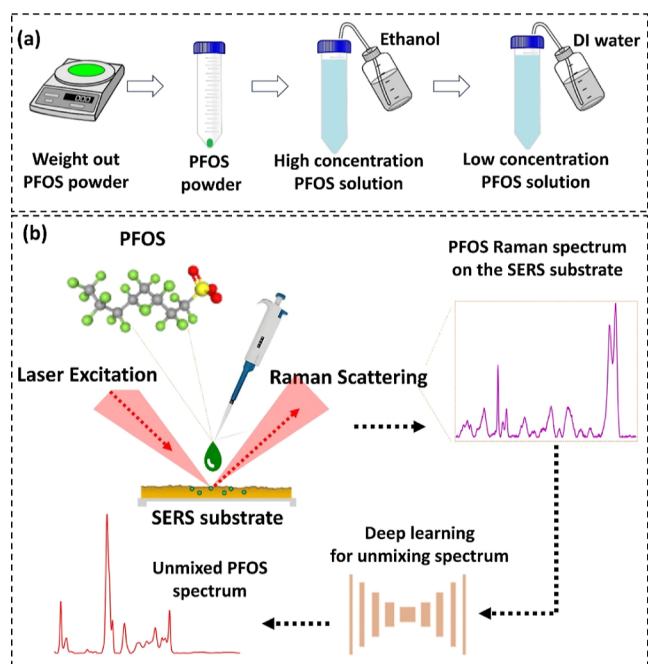 (a)
Ethanol
DI water
Weight out
PFOS powder
PFOS
powder
High concentration
PFOS solution
Low concentration
PFOS solution
(b)
PFOS
PFOS Raman spectrum
on the SERS substrate
Laser Excitation
Raman Scattering
SERS substrate
Deep learning
for unmixing spectrum
Unmixed PFOS
spectrum